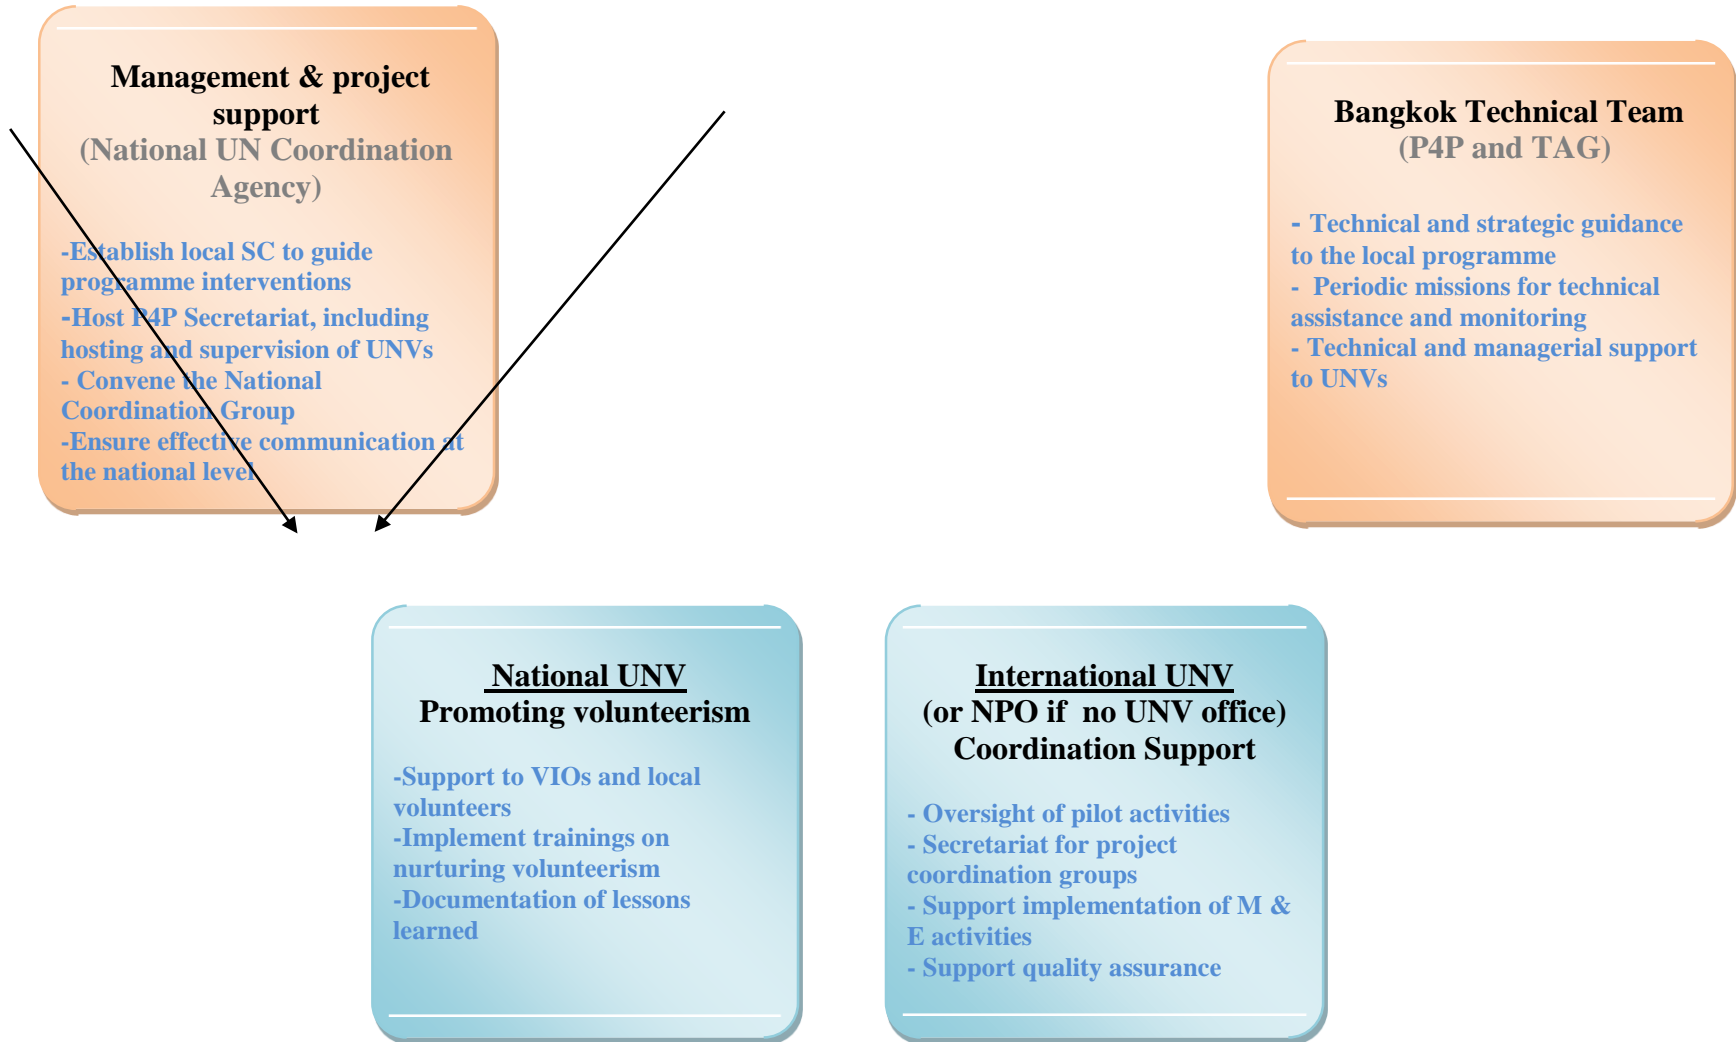 Management & project
support
(National UN Coordination
Agency)
-Establish local SC to guide
programme interventions
-Host P4P Secretariat, including
hosting and supervision of UNVs
- Convene the National
Coordination Group
-Ensure effective communication at
the national level
Bangkok Technical Team
(P4P and TAG)
- Technical and strategic guidance
to the local programme
- Periodic missions for technical
assistance and monitoring
- Technical and managerial support
to UNVs
National UNV
Promoting volunteerism
-Support to VIOs and local
volunteers
-Implement trainings on
nurturing volunteerism
-Documentation of lessons
learned
International UNV
(or NPO if no UNV office)
Coordination Support
- Oversight of pilot activities
- Secretariat for project
coordination groups
- Support implementation of M &
E activities
- Support quality assurance